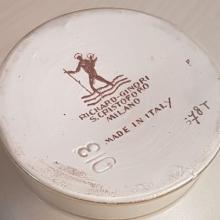 RICHARD-GINORI
S. CRISTOFORO
MILANO
MADE IN ITALY
P